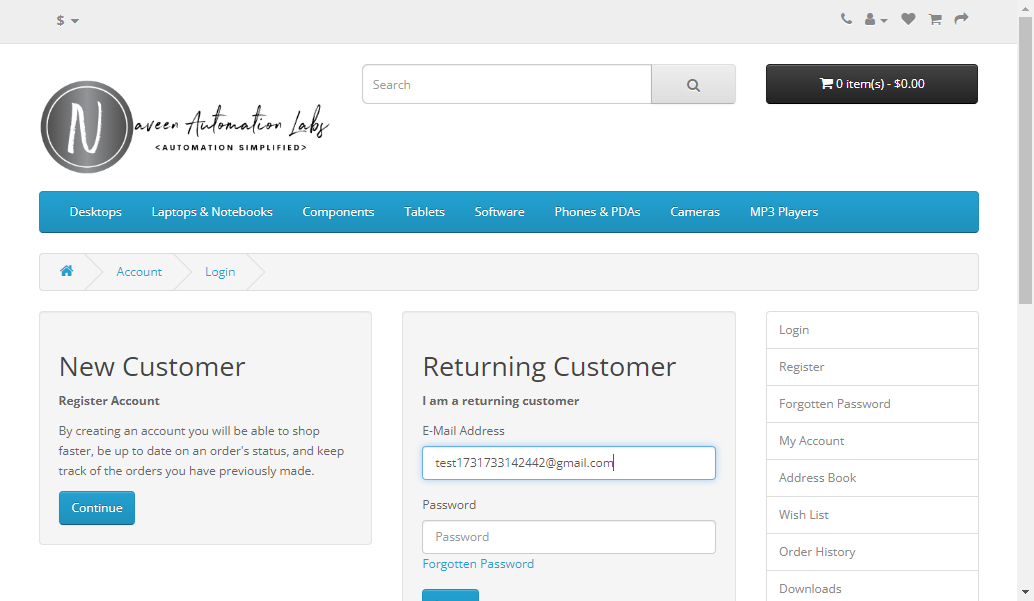 $
Search
0 item(s) - $0.00
N aveen Automation Labs
<AUTOMATION SIMPLIFIED>
Desktops Laptops & Notebooks Components Tablets Software Phones & PDAs Cameras MP3 Players
Account Login
New Customer
Register Account
By creating an account you will be able to shop
faster, be up to date on an order's status, and keep
track of the orders you have previously made.
Continue
Returning Customer
I am a returning customer
E-Mail Address
test1731733142442@gmail.com
Password
Password
Forgotten Password
Login
Register
Forgotten Password
My Account
Address Book
Wish List
Order History
Downloads